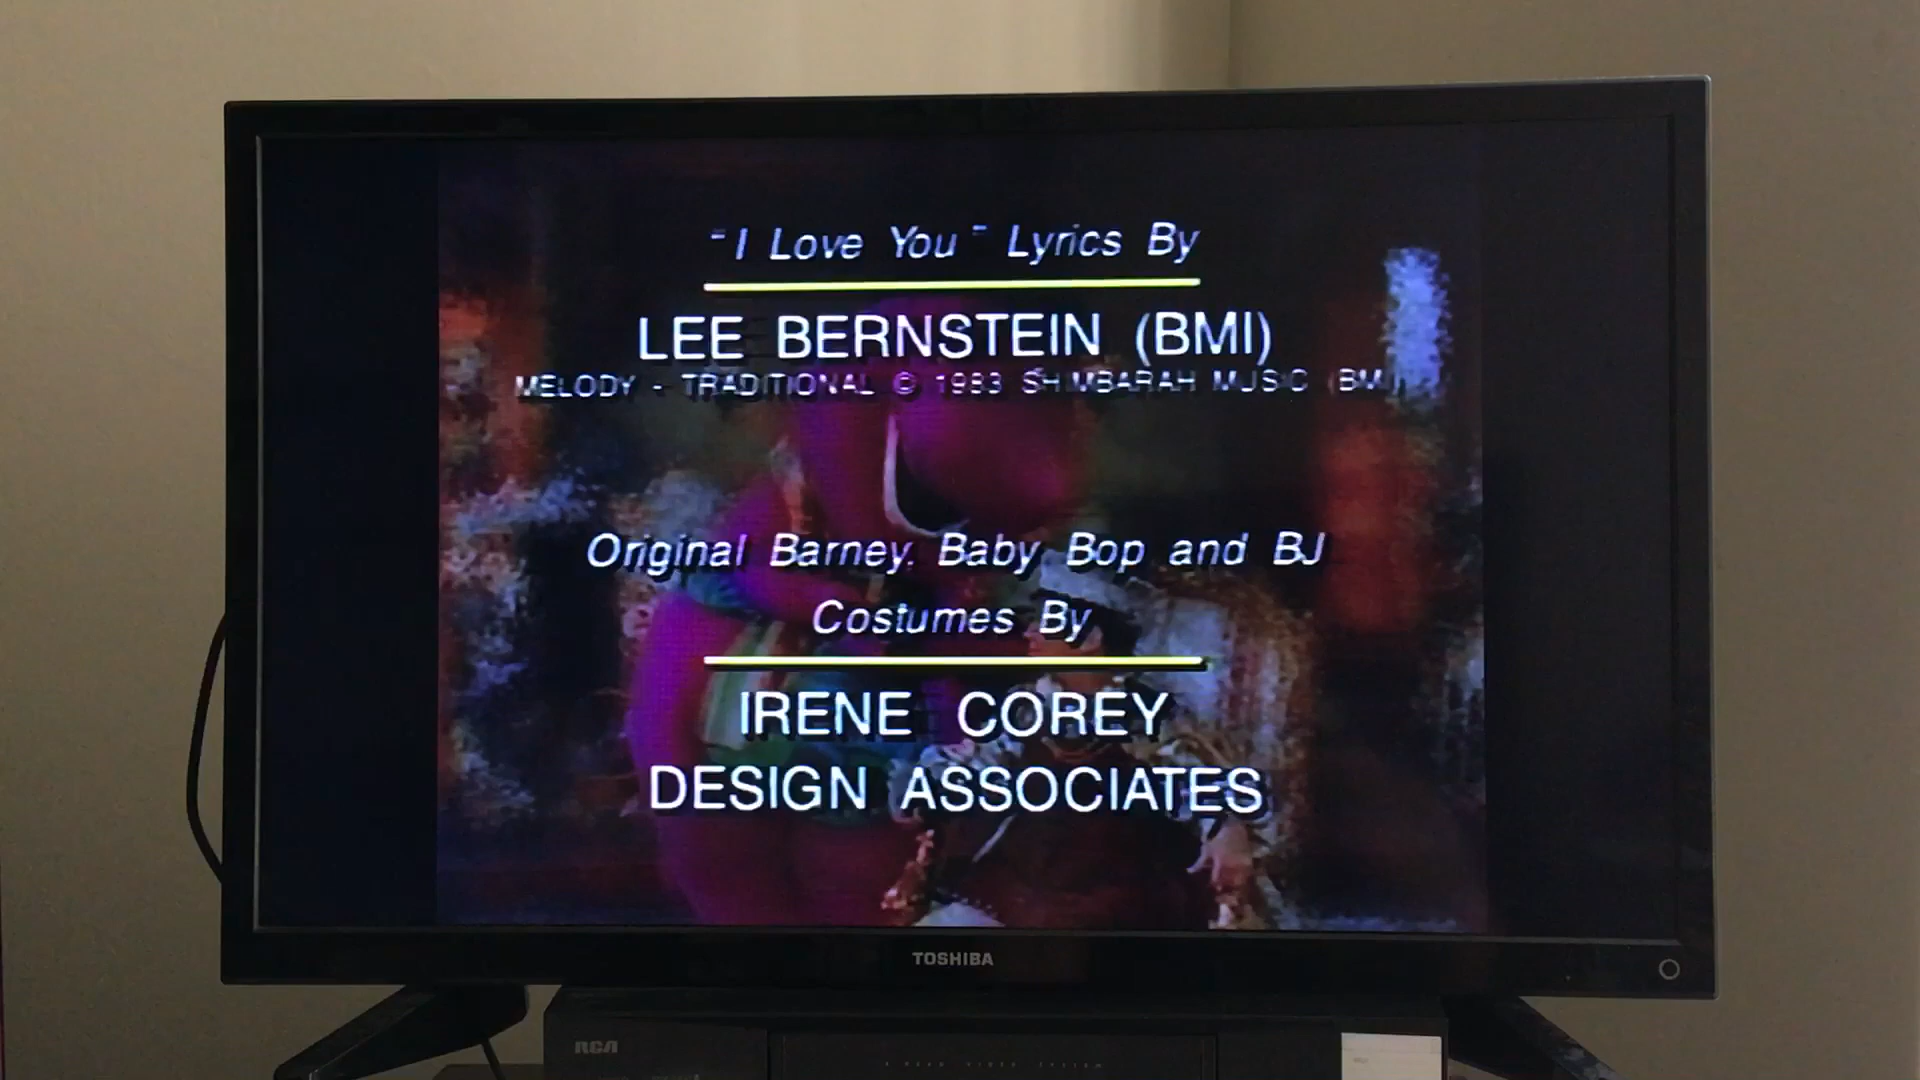 "I Love You" Lyrics By
LEE BERNSTEIN (BMI)
MELODY - TRADITIONAL © 1983 SHIMBARAH MUSIC (BMI)
Original Barney, Baby Bop and BJ
Costumes By
IRENE COREY
DESIGN ASSOCIATES
TOSHIBA
RCA